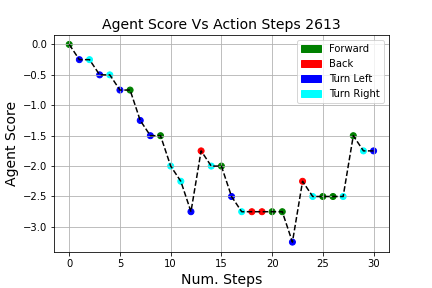 Agent Score Vs Action Steps 2613
Agent Score
0.0
−0.5
−1.0
−1.5
−2.0
−2.5
−3.0
Forward
Back
Turn Left
Turn Right
0 5 10 15 20 25 30
Num. Steps